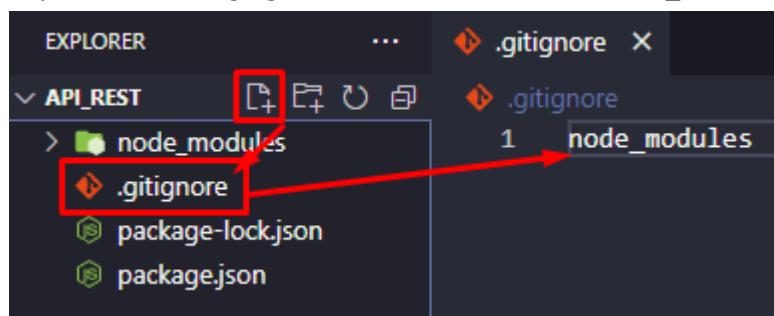 EXPLORER ... .gitignore
API_REST .gitignore
node_modules 1 node_modules
.gitignore
package-lock.json
package.json